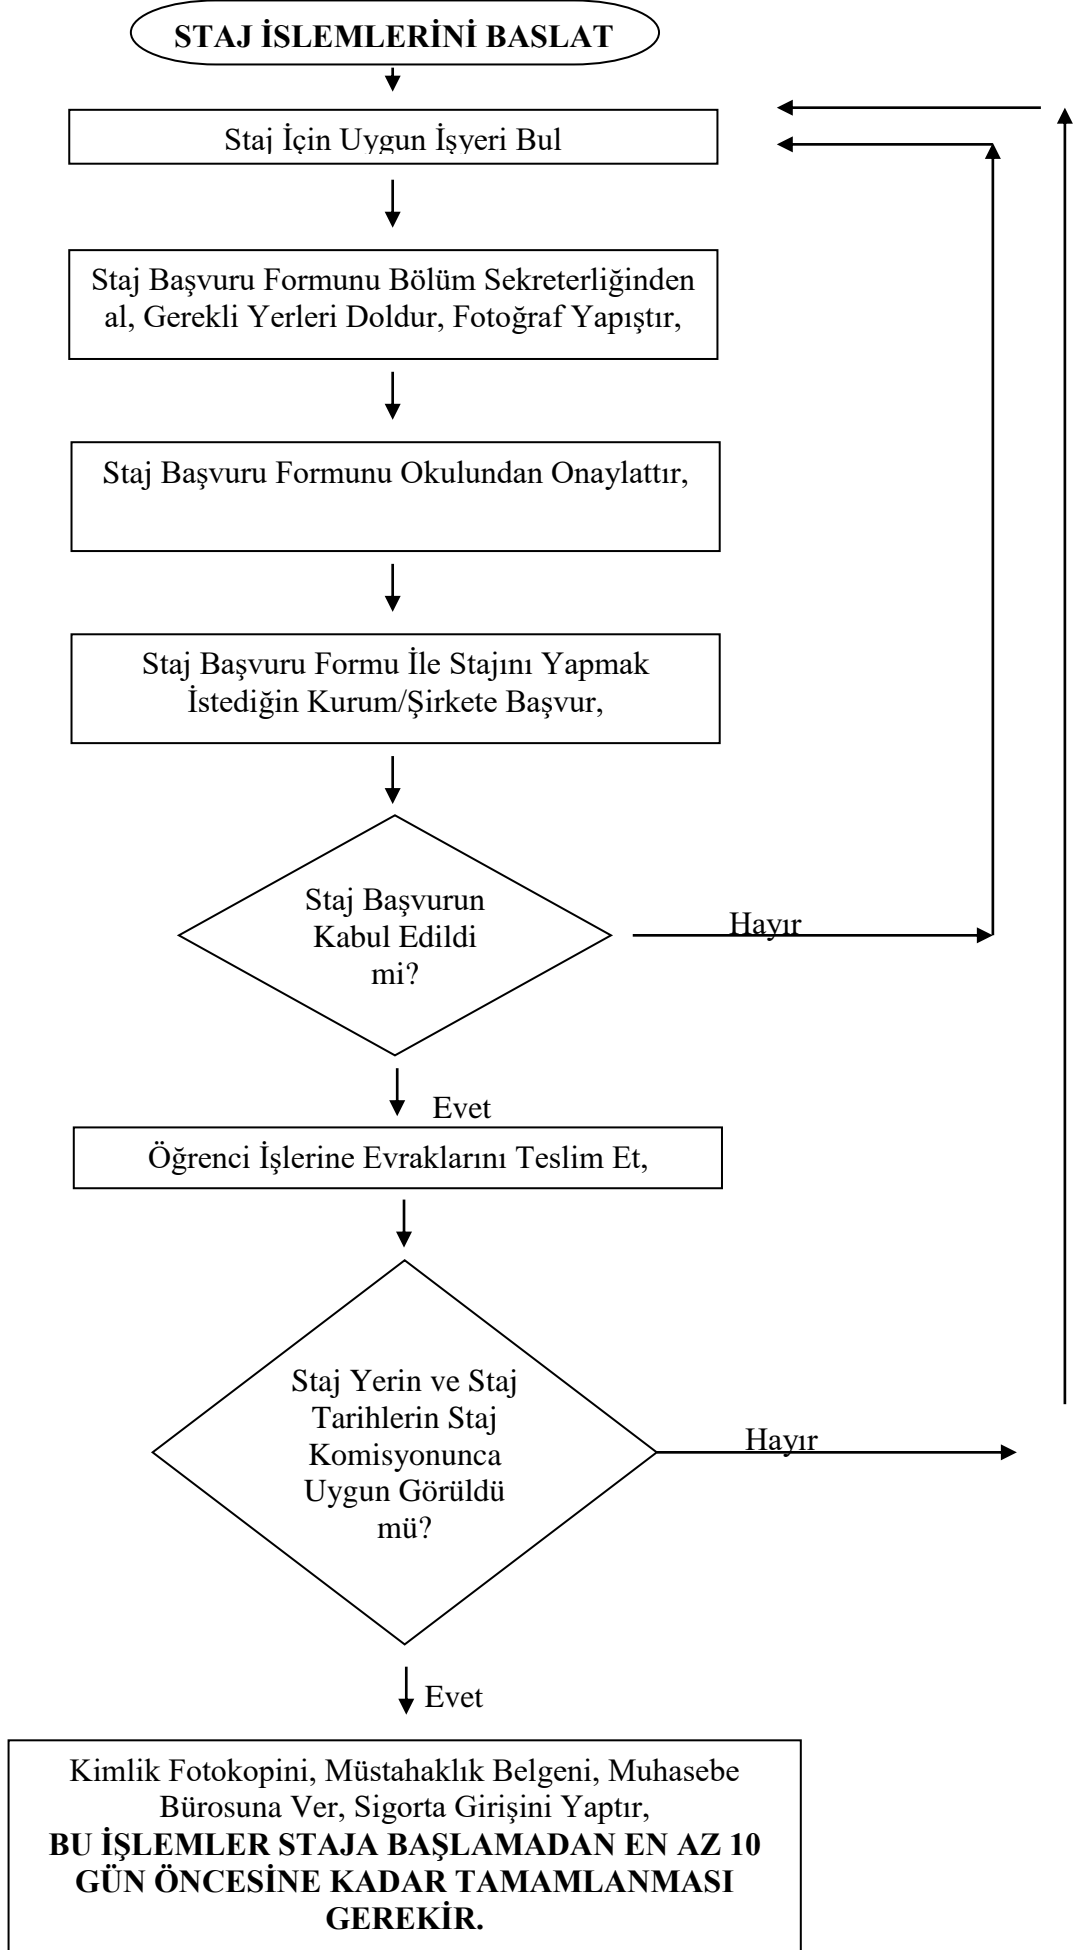 STAJ İSLEMLERİNİ BASLAT
Staj İçin Uygun İşyeri Bul
Staj Başvuru Formunu Bölüm Sekreterliğinden
al, Gerekli Yerleri Doldur, Fotoğraf Yapıştır,
Staj Başvuru Formunu Okulundan Onaylattır,
Staj Başvuru Formu İle Stajını Yapmak
İstediğin Kurum/Şirkete Başvur,
Staj Başvurun
Kabul Edildi
mi?
Hayır
Evet
Öğrenci İşlerine Evraklarını Teslim Et,
Staj Yerin ve Staj
Tarihlerin Staj
Komisyonunca
Uygun Görüldü
mü?
Hayır
Evet
Kimlik Fotokopini, Müstahaklık Belgeni, Muhasebe
Bürosuna Ver, Sigorta Girişini Yaptır,
BU İŞLEMLER STAJA BAŞLAMADAN EN AZ 10
GÜN ÖNCESİNE KADAR TAMAMLANMASI
GEREKİR.